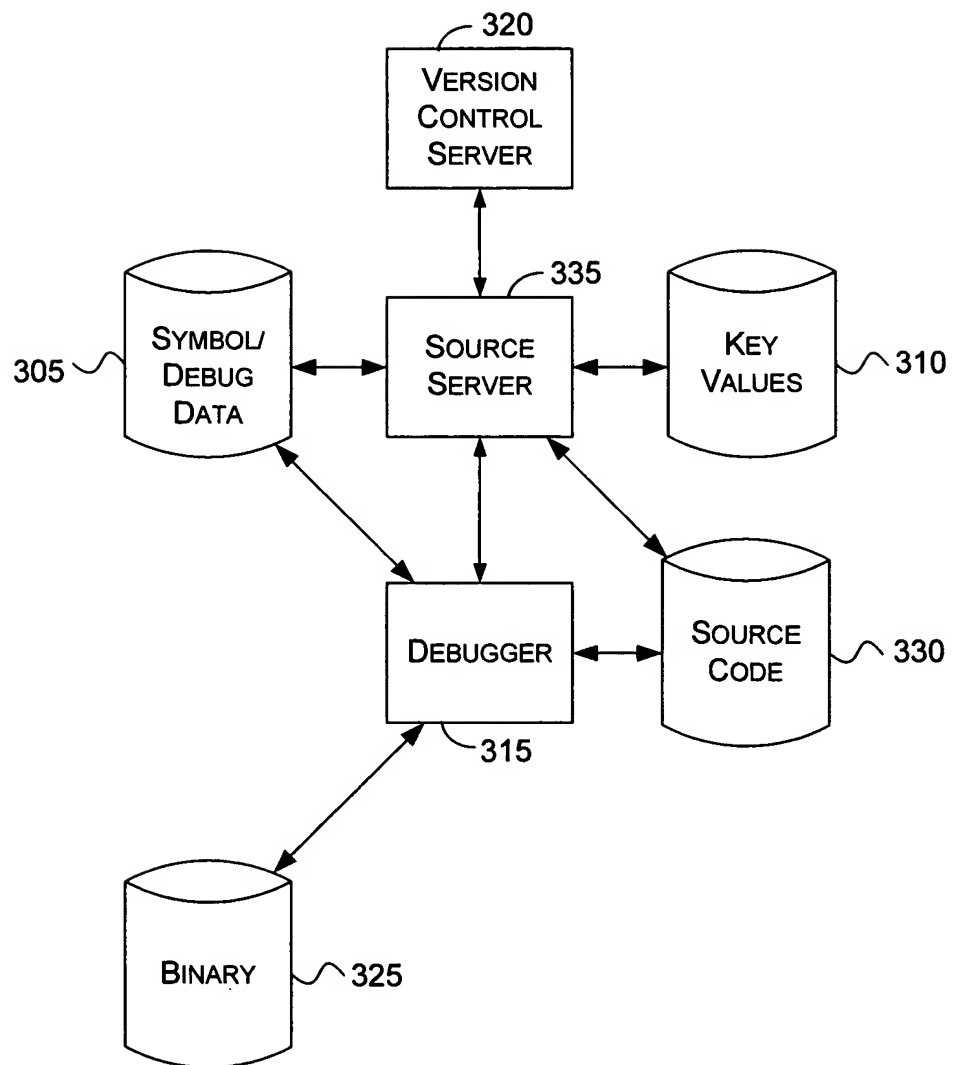 320
VERSION
CONTROL
SERVER
335
SYMBOL/
DEBUG
DATA
305
SOURCE
SERVER
KEY
VALUES
310
DEBUGGER
315
SOURCE
CODE
330
BINARY
325